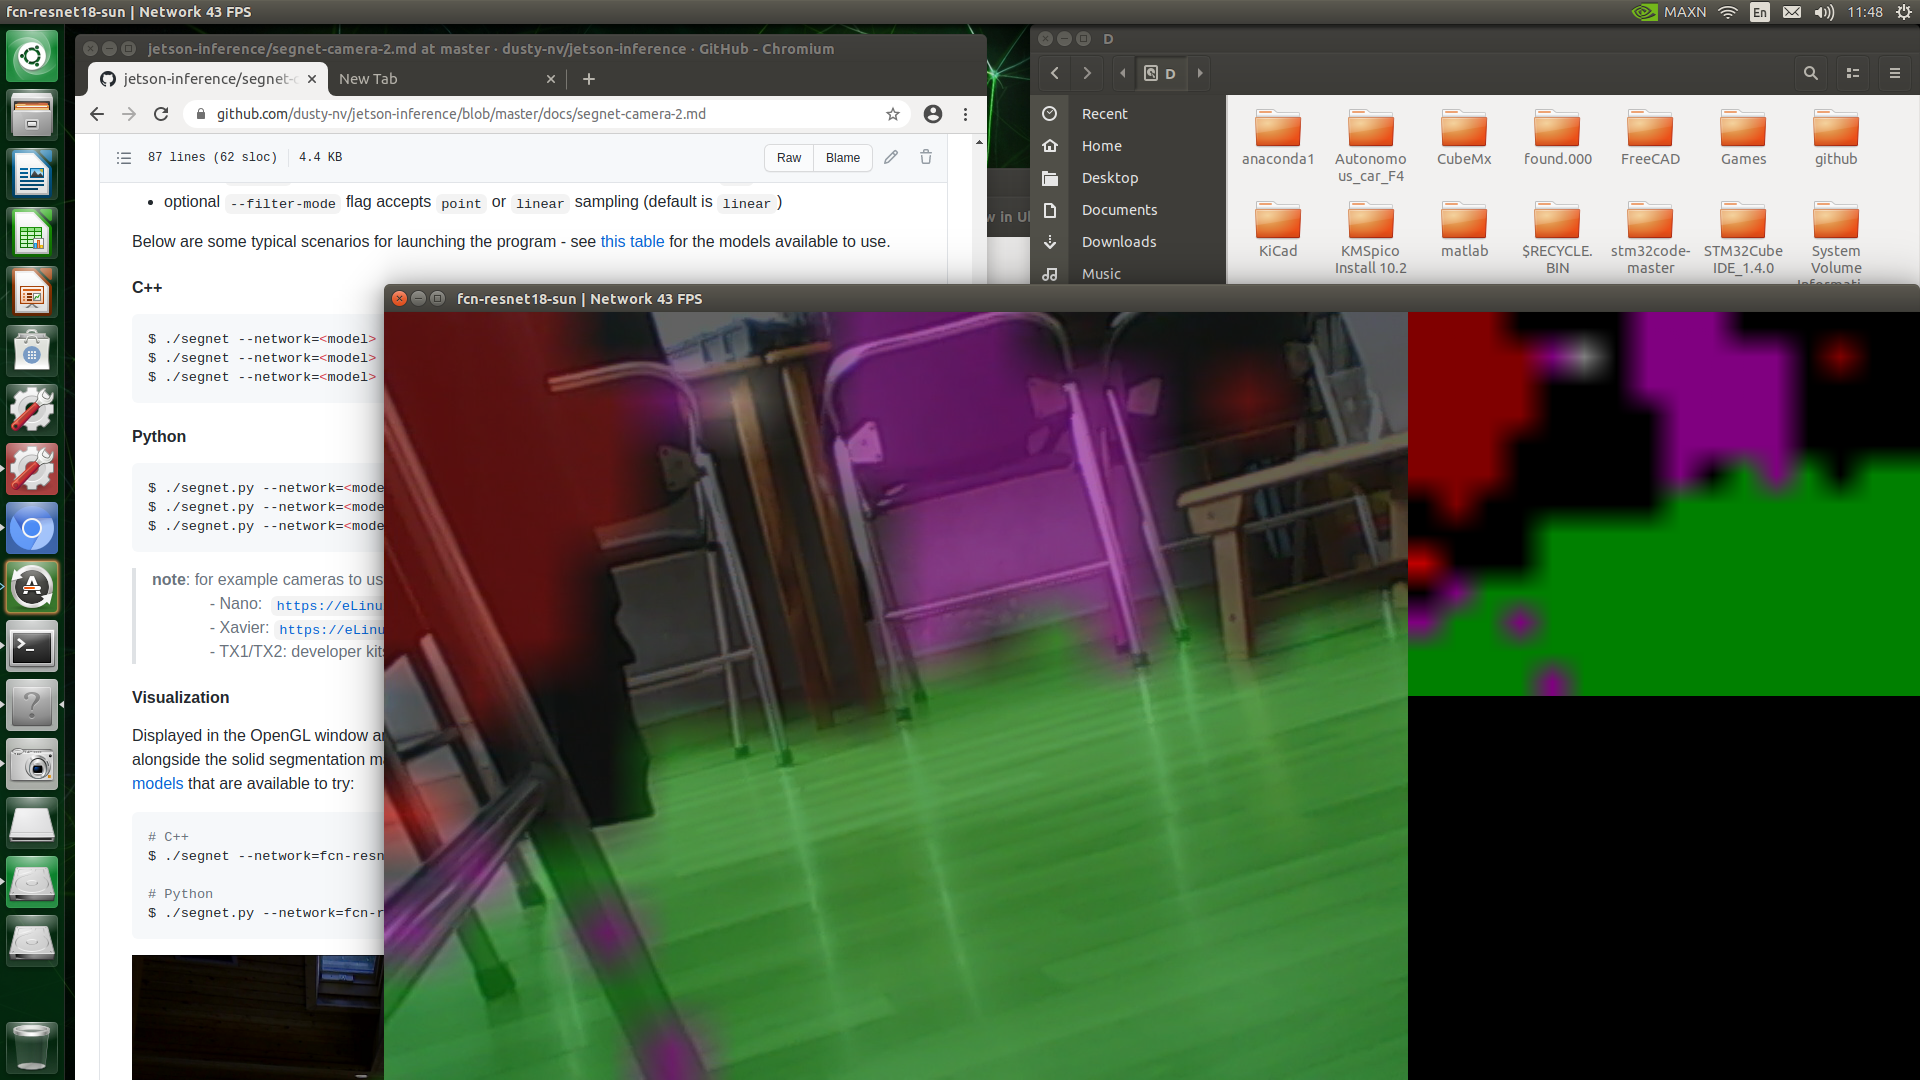 fcn-resnet18-sun | Network 43 FPS
MAXN
En
11:48
jetson-inference/segnet-camera-2.md at master · dusty-nv/jetson-inference · GitHub - Chromium
jetson-inference/segnet-c
New Tab
github.com/dusty-nv/jetson-inference/blob/master/docs/segnet-camera-2.md
87 lines (62 sloc)
4.4 KB
Raw
Blame
• optional --filter-mode flag accepts point or linear sampling (default is linear )
Below are some typical scenarios for launching the program - see this table for the models available to use.
C++
$ ./segnet --network=<model>
$ ./segnet --network=<model>
$ ./segnet --network=<model>
Python
$ ./segnet.py --network=<mode
$ ./segnet.py --network=<mode
$ ./segnet.py --network=<mode
note: for example cameras to us
- Nano: https://eLinu
- Xavier: https://eLinu
- TX1/TX2: developer kits
Visualization
Displayed in the OpenGL window a
alongside the solid segmentation ma
models that are available to try:
# C++
$ ./segnet --network=fcn-resn
# Python
$ ./segnet.py --network=fcn-r
D
D
Recent
Home
Desktop
Documents
Downloads
Music
anaconda1
Autonomo
us_car_F4
CubeMx
found.000
FreeCAD
Games
github
KiCad
KMSpico
Install 10.2
matlab
$RECYCLE.
BIN
stm32code-
master
STM32Cube
IDE_1.4.0
System
Volume
Informati...
w in Ul
fcn-resnet18-sun | Network 43 FPS